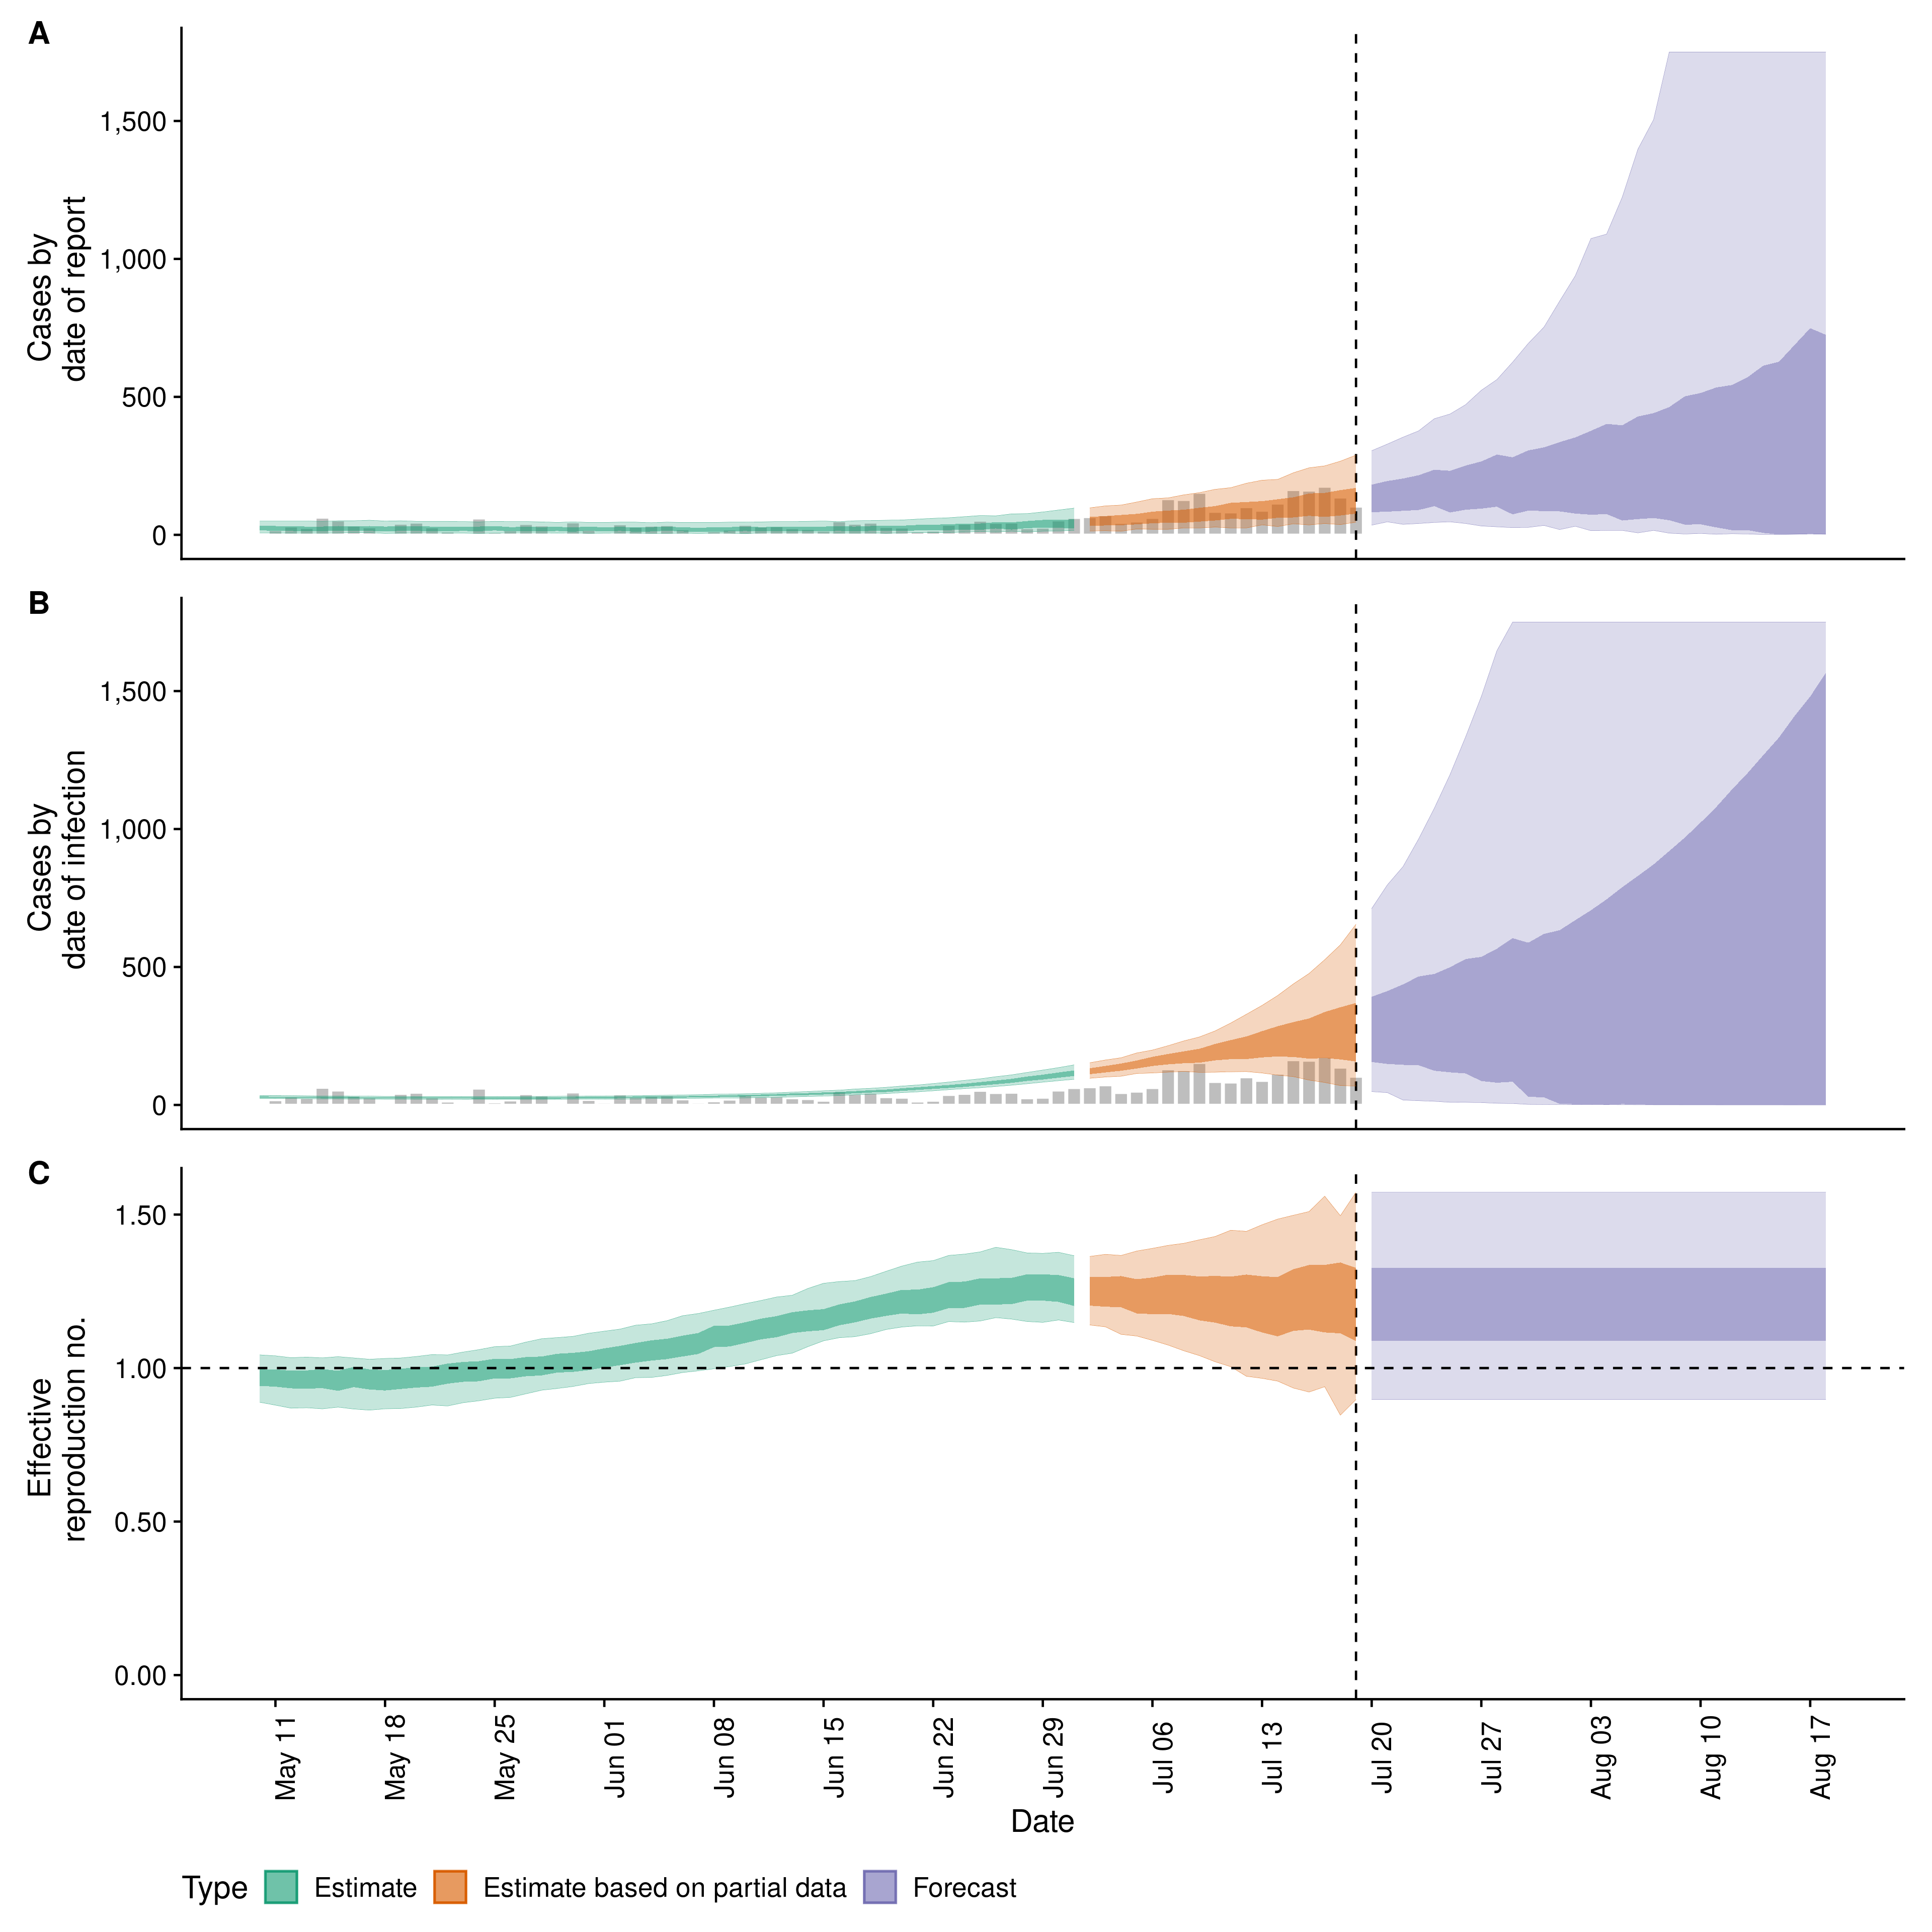 A
Cases by
date of report
1,500
1,000
500
0
B
Cases by
date of infection
1,500
1,000
500
0
C
Effective
reproduction no.
1.50
1.00
0.50
0.00
May 11
May 18
May 25
Jun 01
Jun 08
Jun 15
Jun 22
Jun 29
Jul 06
Jul 13
Jul 20
Jul 27
Aug 03
Aug 10
Aug 17
Date
Type Estimate Estimate based on partial data Forecast